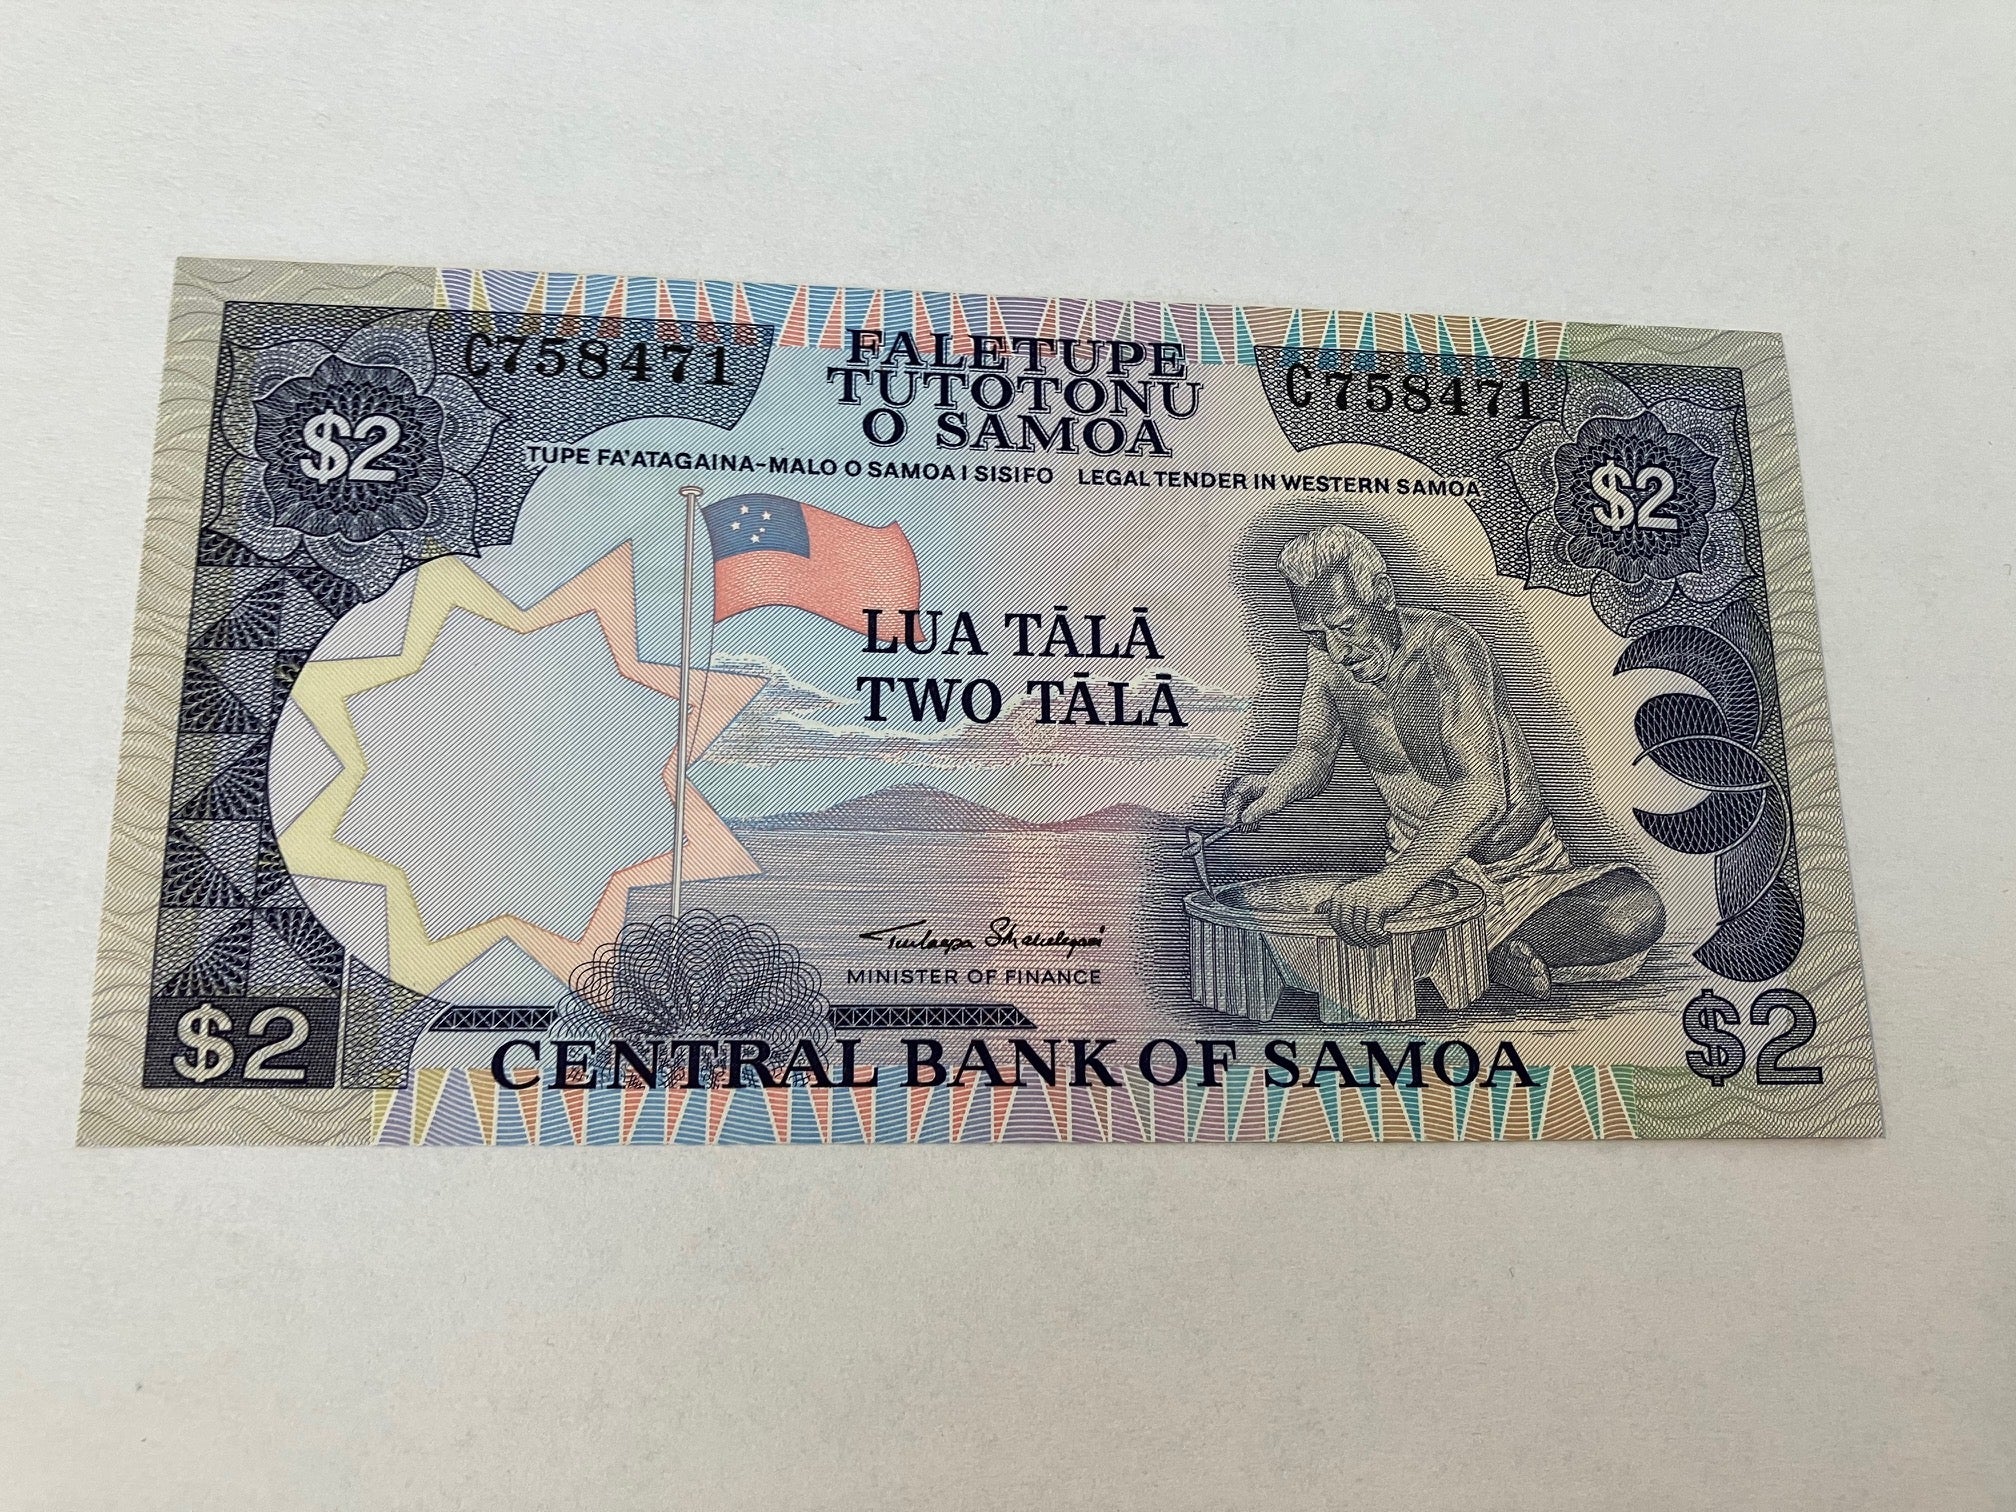 C758471
FALETUPE
TUTOTONU
O SAMOA
C758471
$2
$2
TUPE FA'ATAGAINA-MALO O SAMOA I SISIFO LEGAL TENDER IN WESTERN SAMOA
LUA TĀLĀ
TWO TĀLĀ
MINISTER OF FINANCE
$2
CENTRAL BANK OF SAMOA
$2